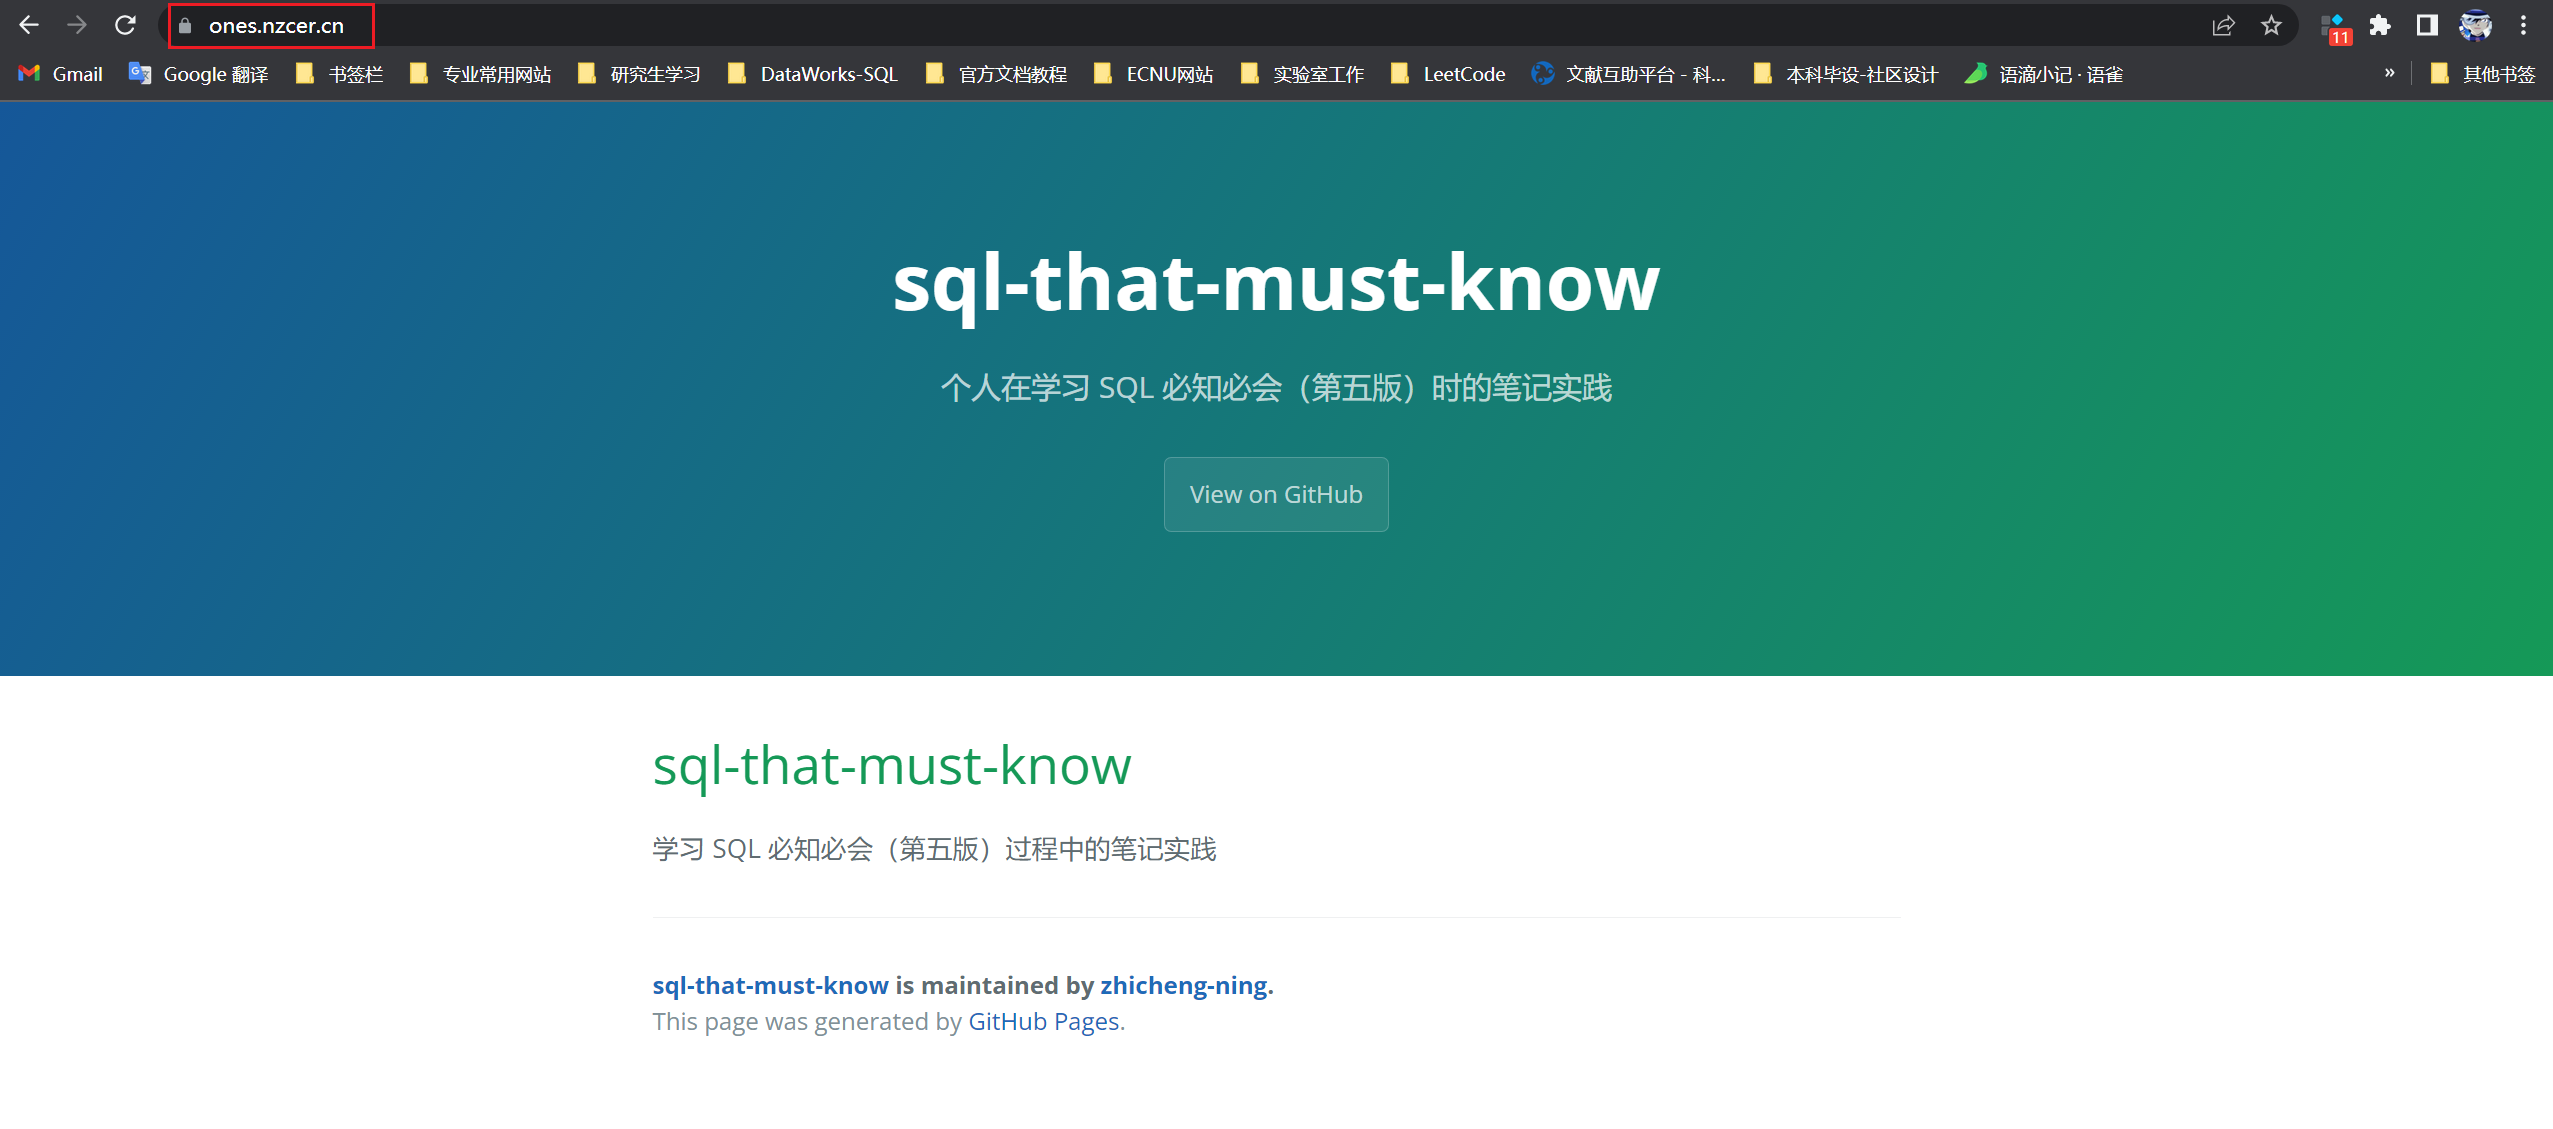 ones.nzcer.cn
11
Gmail Google 翻译 书签栏 专业常用网站 研究生学习 DataWorks-SQL 官方文档教程 ECNU网站 实验室工作 LeetCode 文献互助平台 - 科... 本科毕设-社区设计 语滴小记 · 语雀 » 其他书签
sql-that-must-know
个人在学习 SQL 必知必会（第五版）时的笔记实践
View on GitHub
sql-that-must-know
学习 SQL 必知必会（第五版）过程中的笔记实践
sql-that-must-know is maintained by zhicheng-ning.
This page was generated by GitHub Pages.